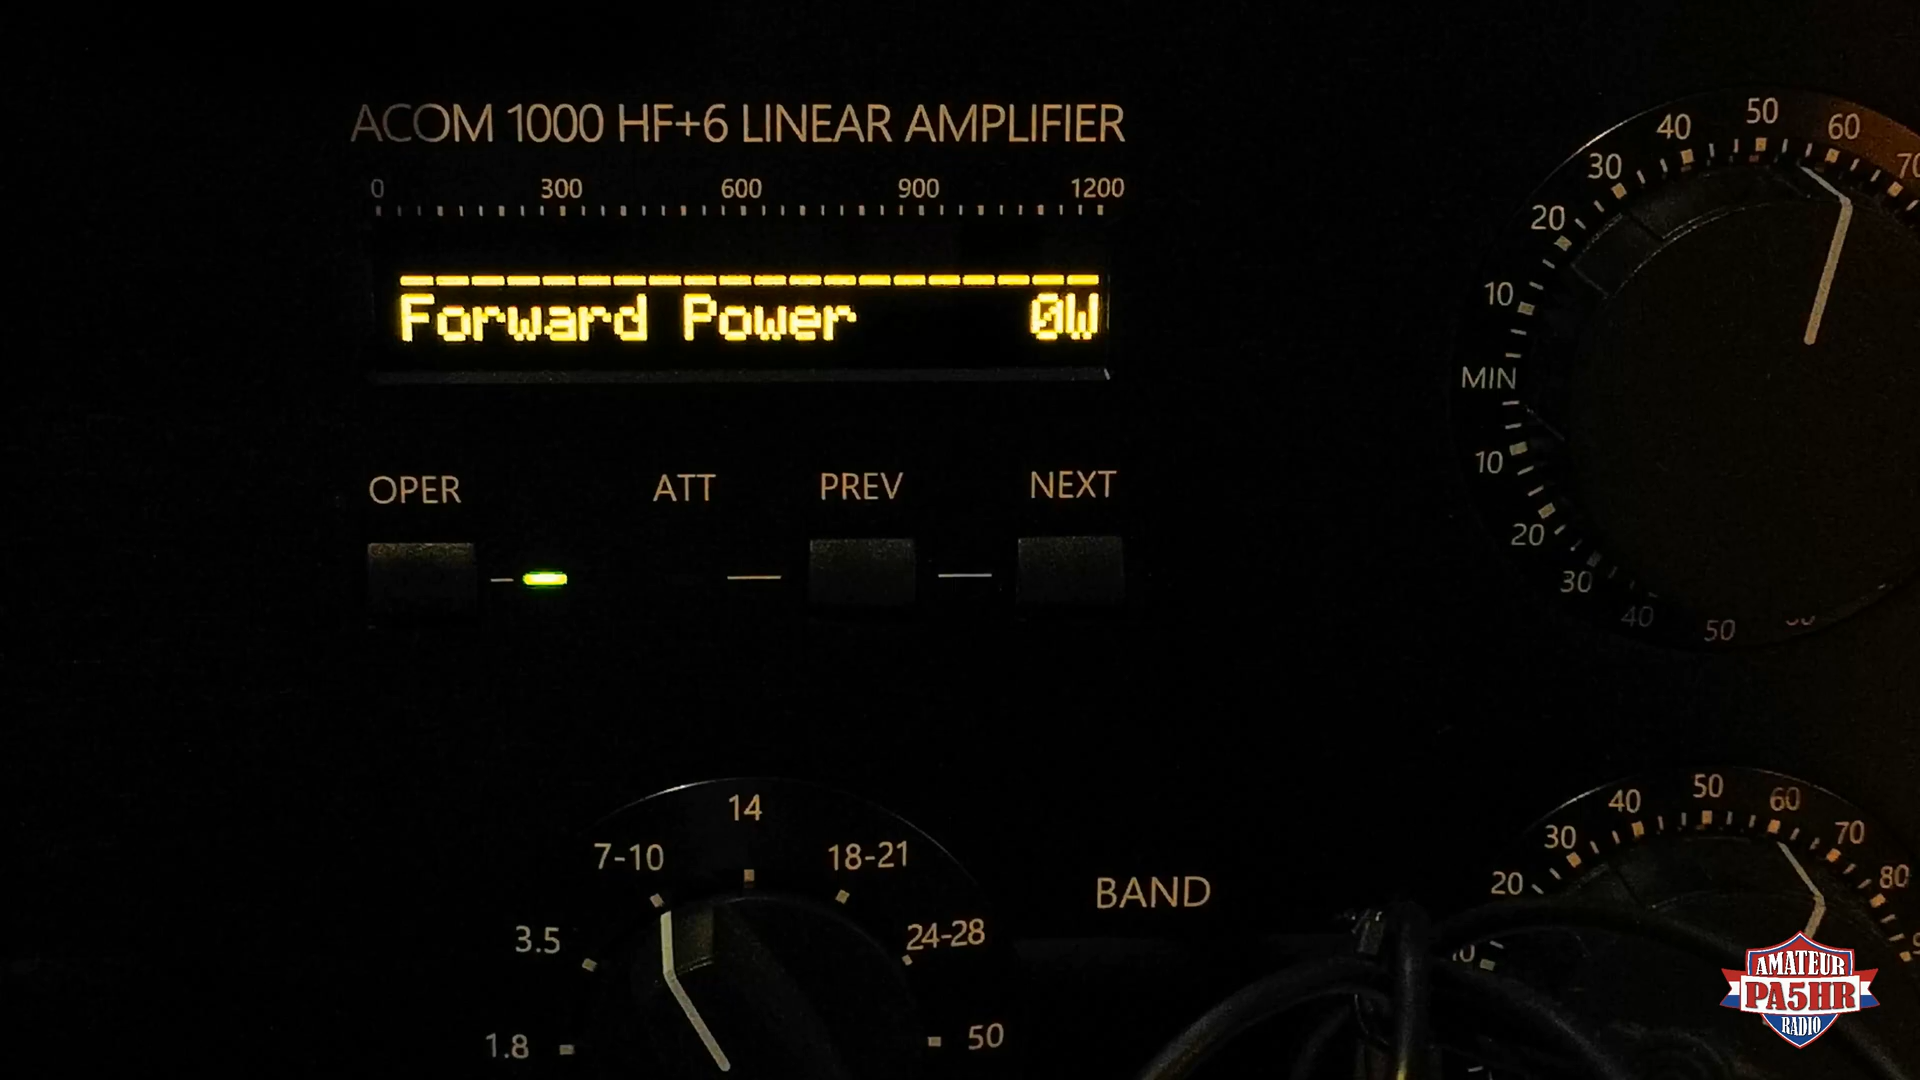 ACOM 1000 HF+6 LINEAR AMPLIFIER
0 300 600 900 1200
Forward Power 0W
OPER ATT PREV NEXT
50
40 60
30 70
20
10
MIN
10
20
30
40
50
14
7-10 18-21
3.5 24-28
1.8 50
BAND
50
40 60
30 70
20 80
AMATEUR
PA5HR
RADIO